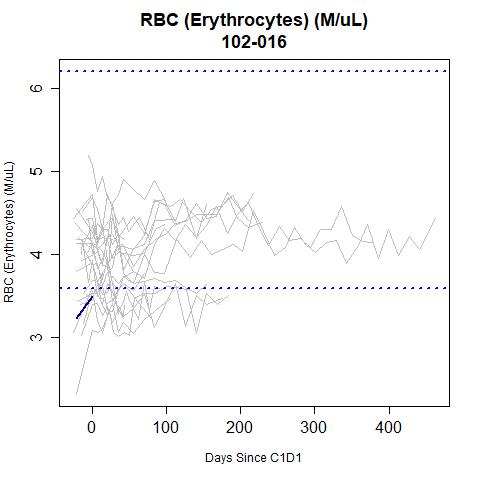 RBC (Erythrocytes) (M/uL)
102-016
RBC (Erythrocytes) (M/uL)
6
5
4
3
0 100 200 300 400
Days Since C1D1